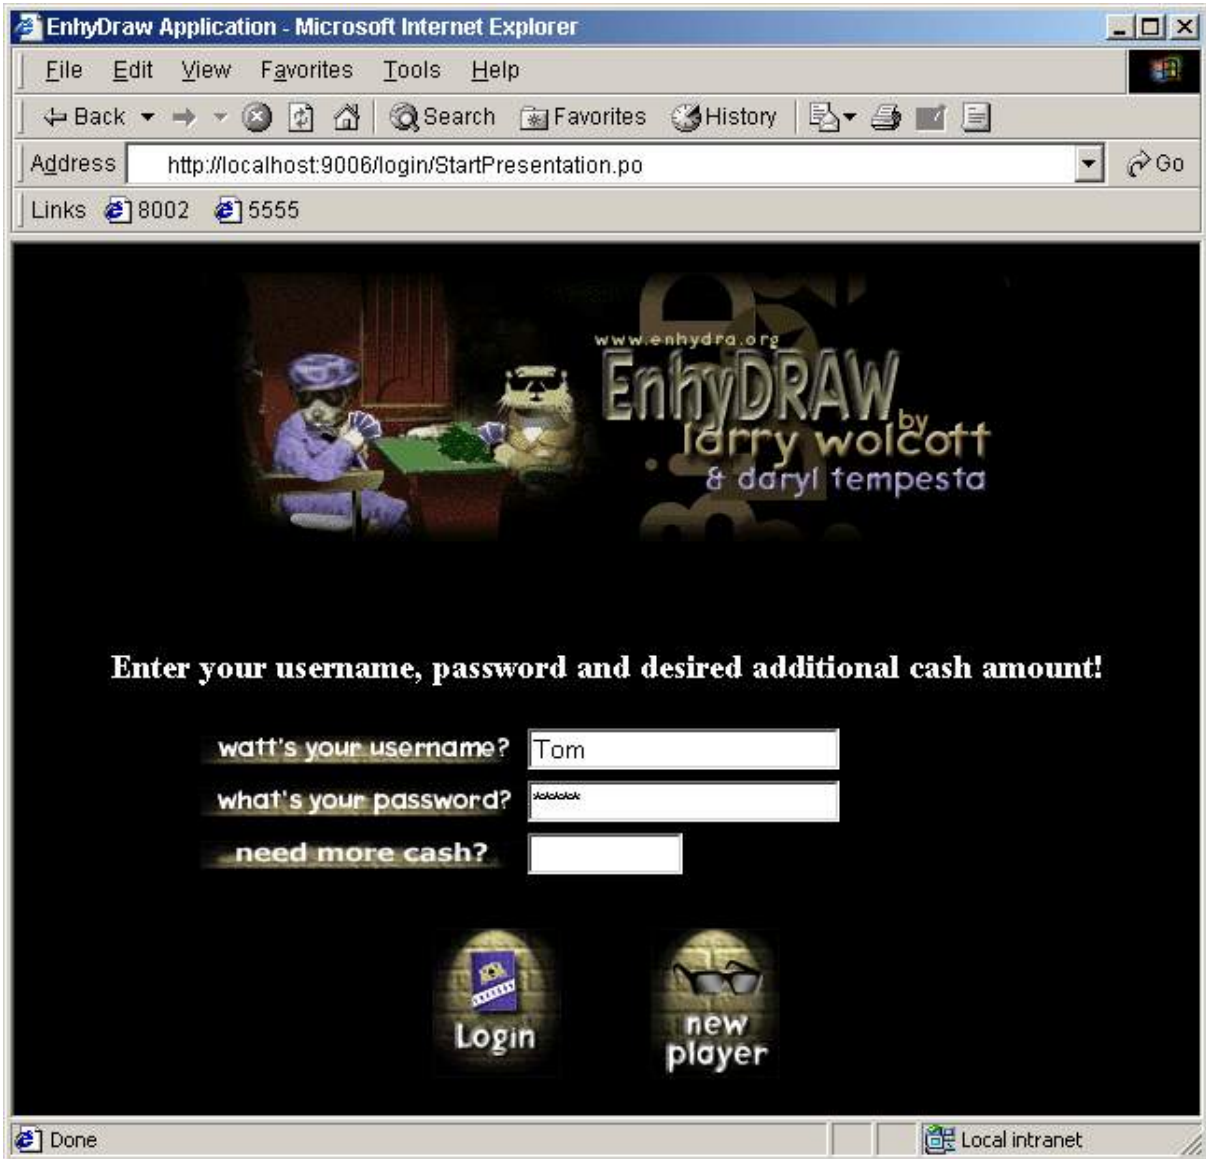 EnhyDraw Application - Microsoft Internet Explorer
File Edit View Favorites Tools Help
Back Search Favorites History
Address http://localhost:9006/login/StartPresentation.po Go
Links 8002 5555
www.enhydra.org
EnhyDRAW
by
larry wolcott
& daryl tempesta
Enter your username, password and desired additional cash amount!
watt's your username? Tom
what's your password? *****
need more cash?
Login
new
player
Done Local intranet